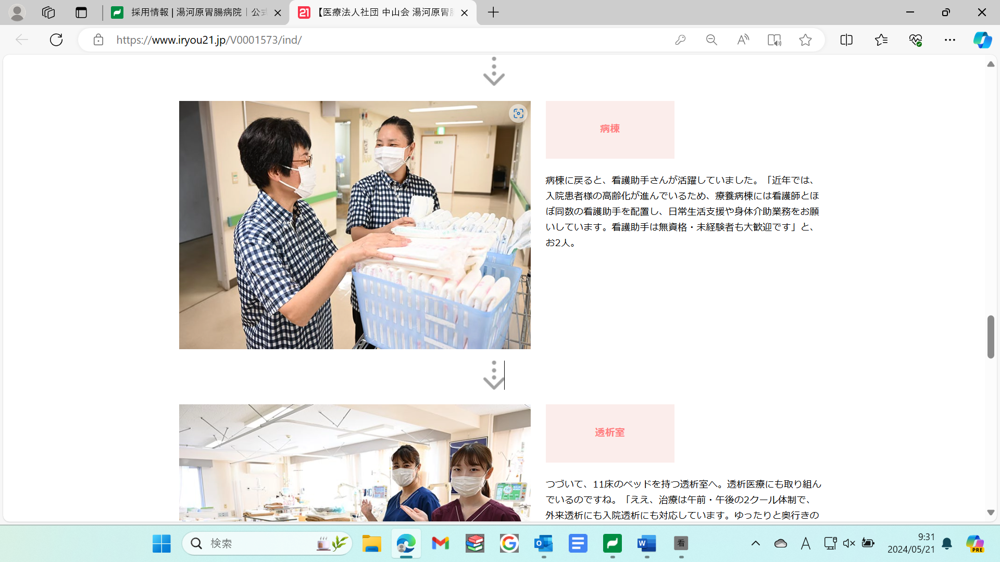 採用情報 | 湯河原胃腸病院｜公式
【医療法人社団 中山会 湯河原胃腸
https://www.iryou21.jp/V0001573/ind/
病棟
病棟に戻ると、看護助手さんが活躍していました。「近年では、
入院患者様の高齢化が進んでいるため、療養病棟には看護師とほ
ぼ同数の看護助手を配置し、日常生活支援や身体介助業務をお願
いしています。看護助手は無資格・未経験者も大歓迎です」と、
お2人。
透析室
つづいて、11床のベッドを持つ透析室へ。透析医療にも取り組ん
でいるのですね。「ええ、治療は午前・午後の2クール体制で、
外来透析にも入院透析にも対応しています。ゆったりと奥行きの
検索
看
A
9:31
2024/05/21
PRE